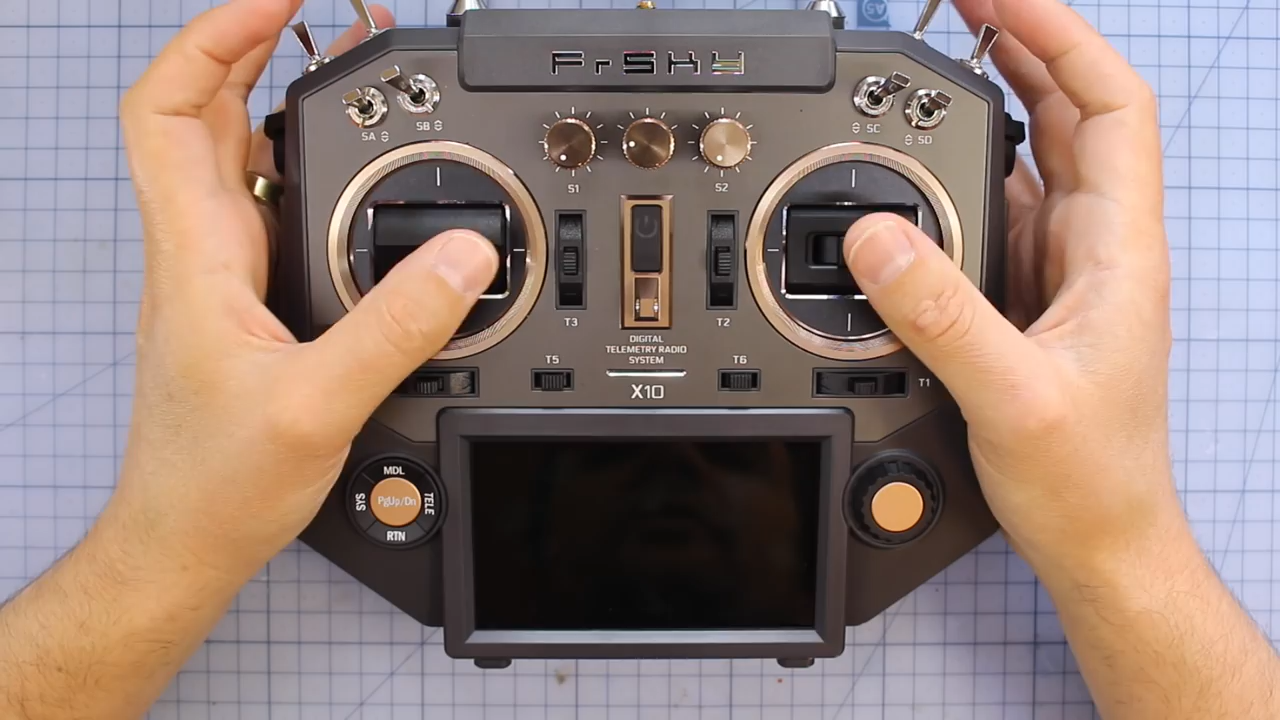 A5
FrSKY
SA
SB
SC
SD
S1
S2
T3
T2
DIGITAL
TELEMETRY RADIO
SYSTEM
X10
T5
T6
T1
MDL
SYS
PgUp/Dn
TELE
RTN